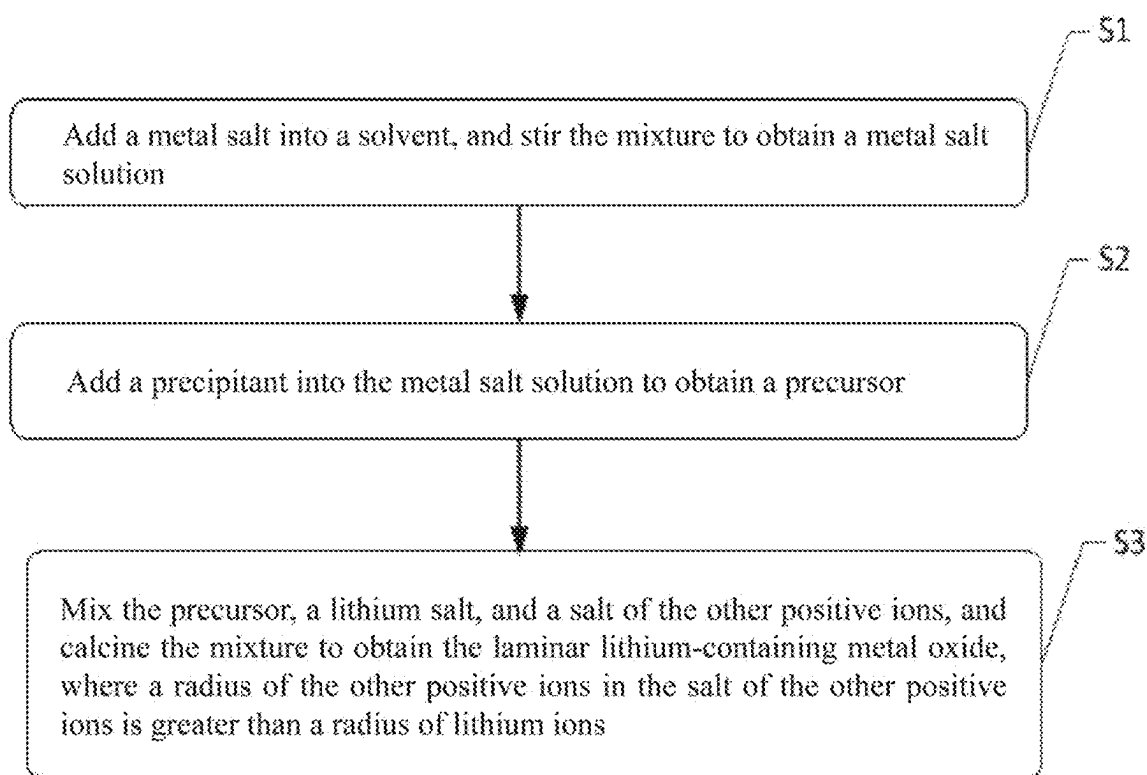 S1
Add a metal salt into a solvent, and stir the mixture to obtain a metal salt
solution
S2
Add a precipitant into the metal salt solution to obtain a precursor
S3
Mix the precursor, a lithium salt, and a salt of the other positive ions, and
calcine the mixture to obtain the laminar lithium-containing metal oxide,
where a radius of the other positive ions in the salt of the other positive
ions is greater than a radius of lithium ions